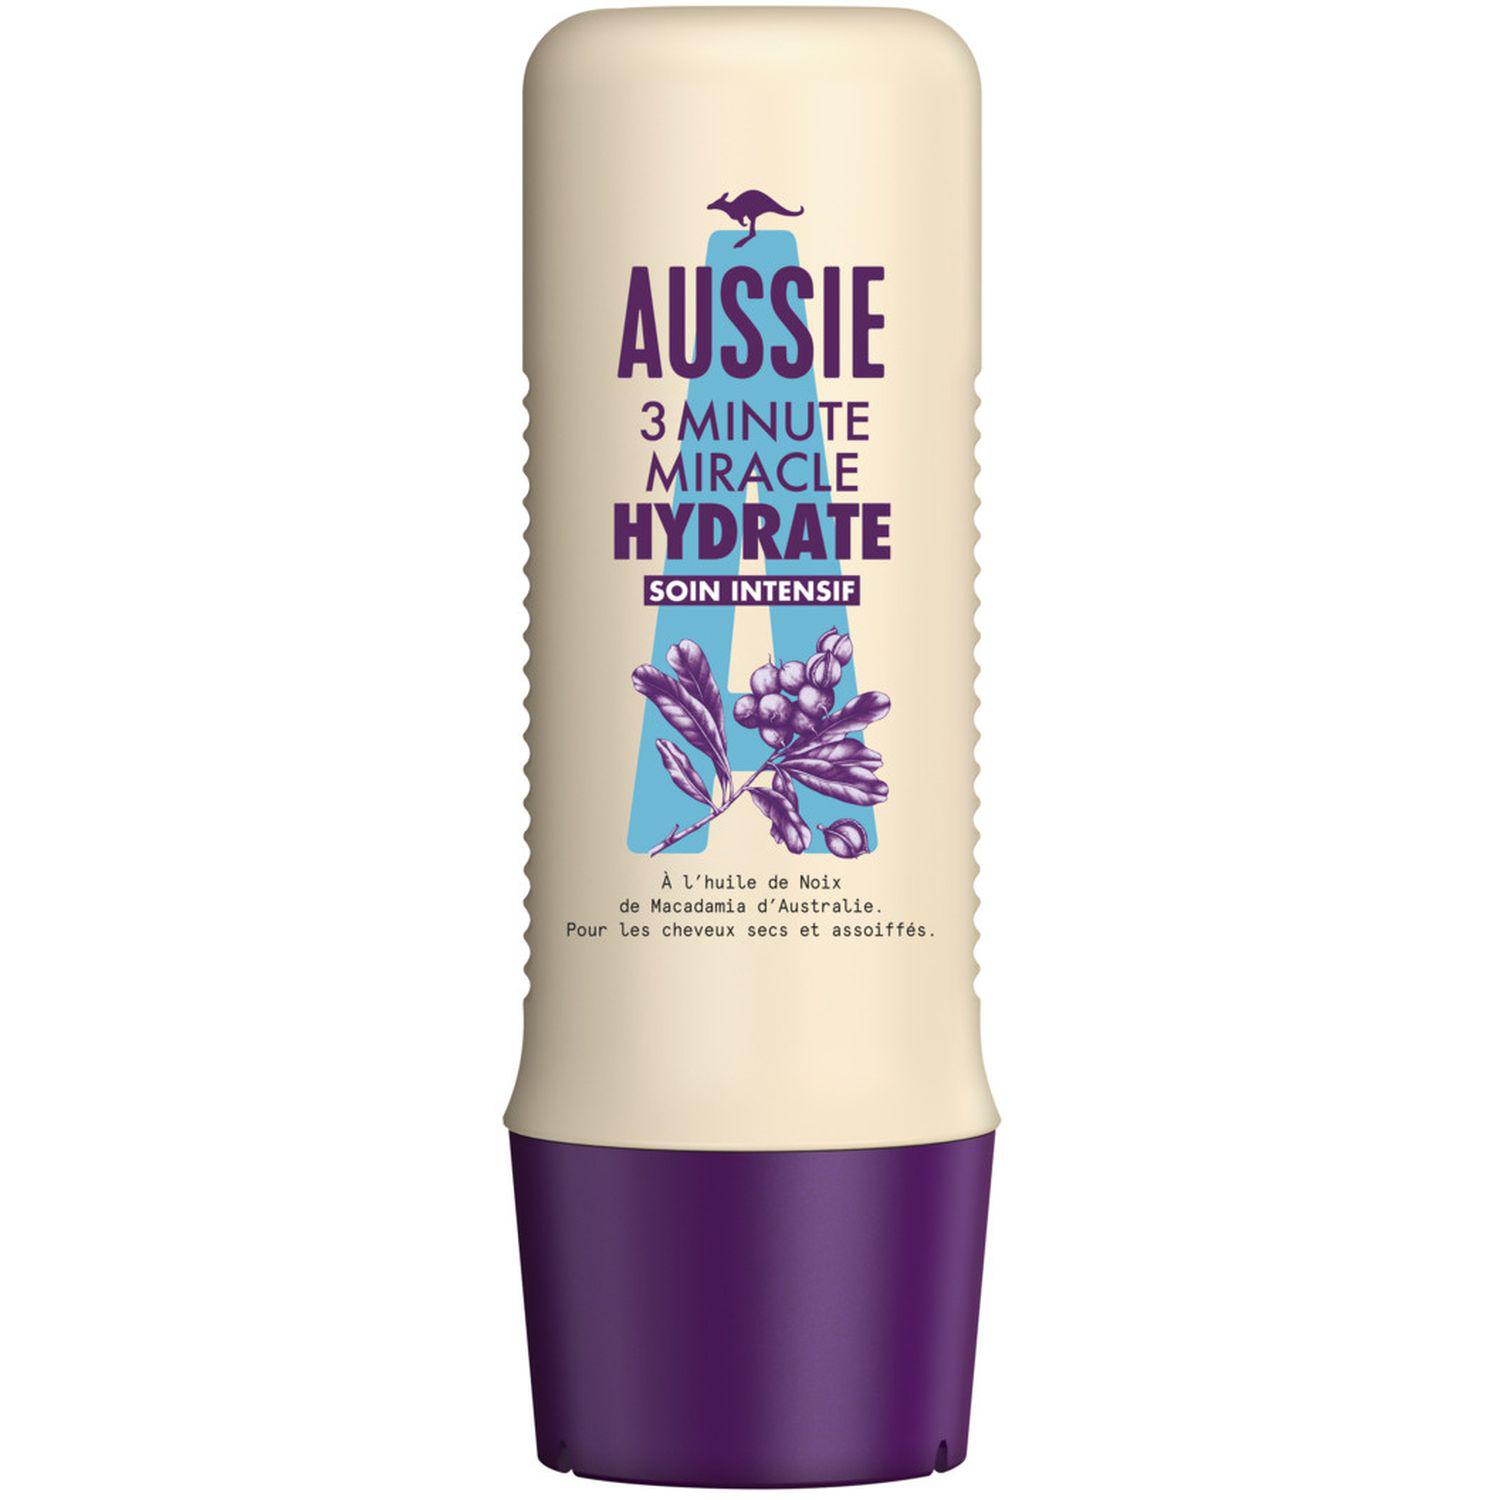 AUSSIE
3 MINUTE
MIRACLE
HYDRATE
SOIN INTENSIF
À l'huile de Noix
de Macadamia d'Australie.
Pour les cheveux secs et assoiffés.